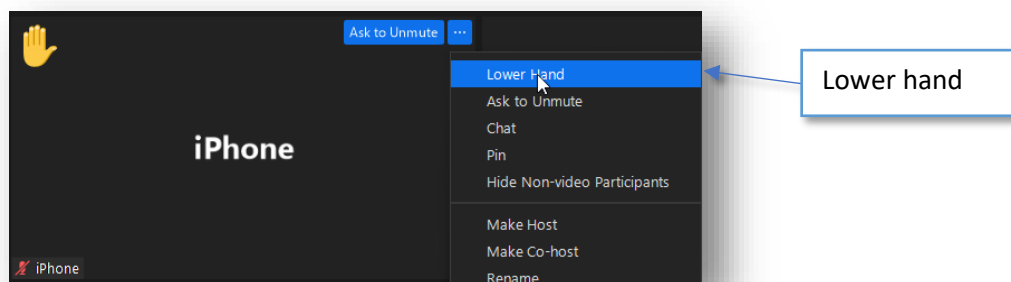 Ask to Unmute
Lower Hand
Lower hand
Ask to Unmute
Chat
iPhone
Pin
Hide Non-video Participants
Make Host
Make Co-host
iPhone
Rename